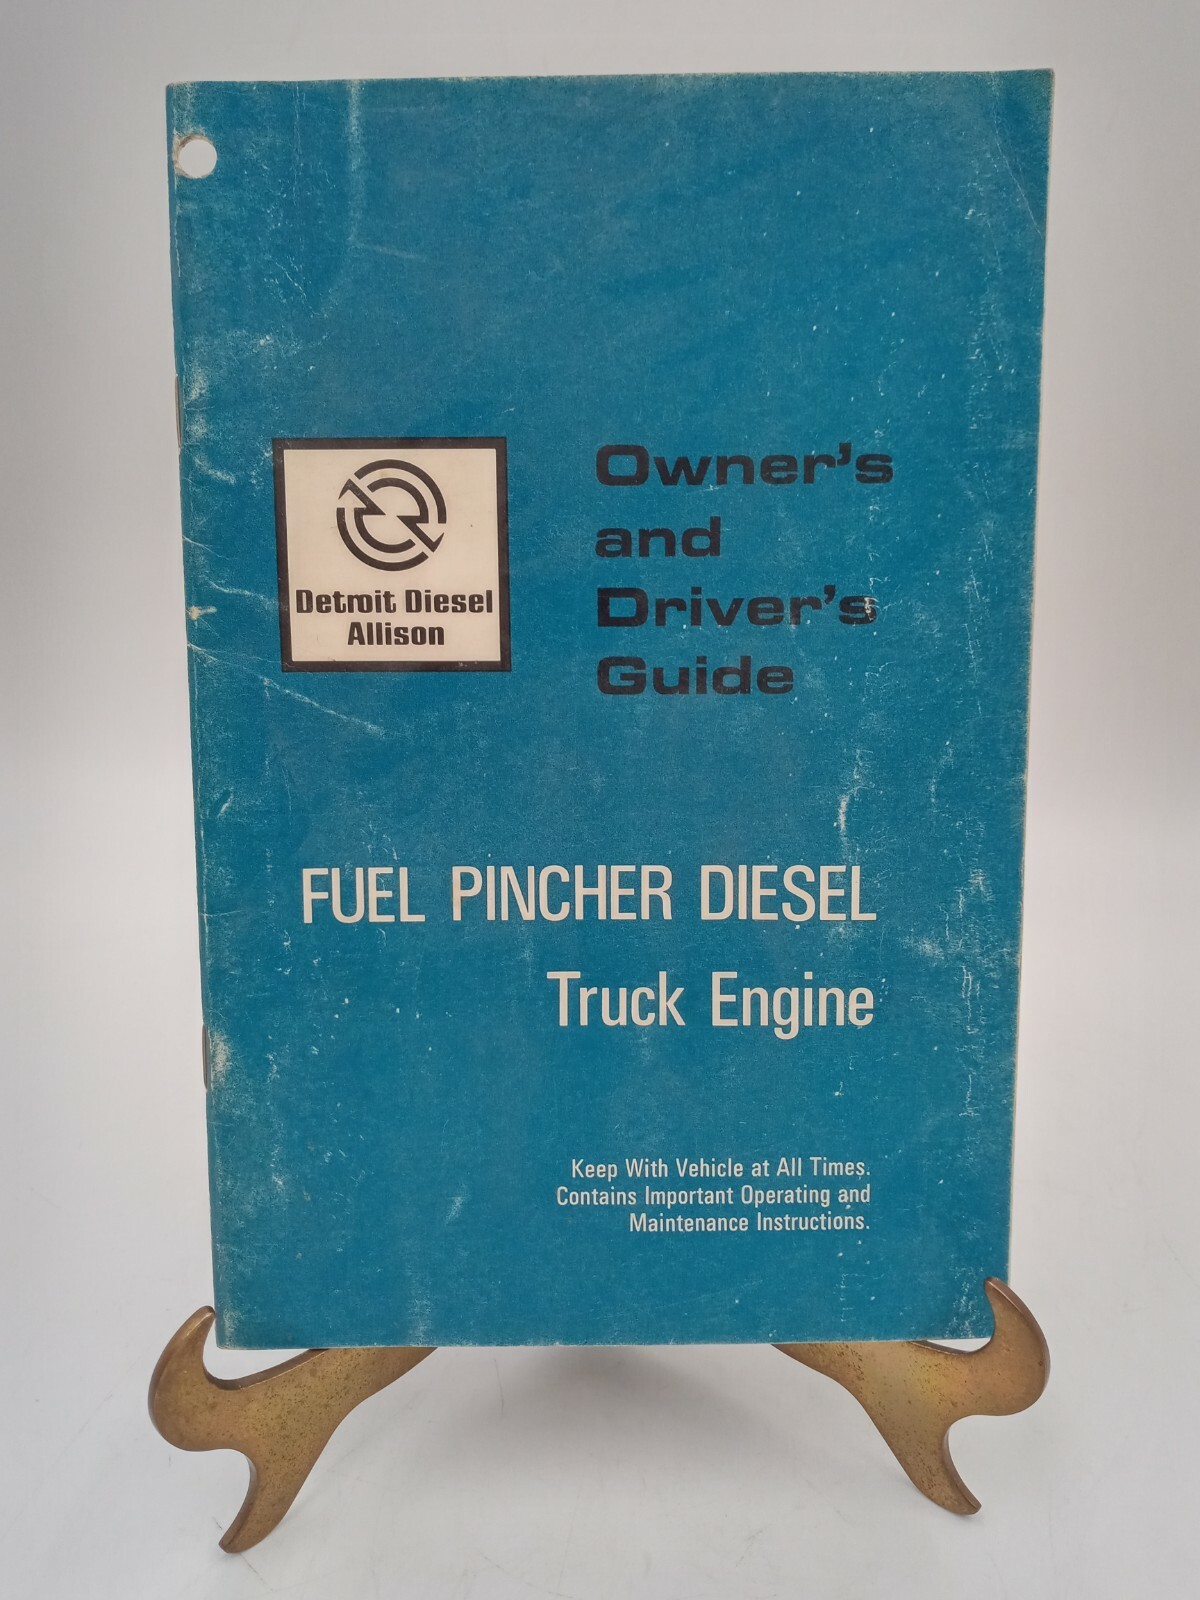 Detroit Diesel
Allison
Owner's
and
Driver's
Guide
FUEL PINCHER DIESEL
Truck Engine
Keep With Vehicle at All Times.
Contains Important Operating and
Maintenance Instructions.